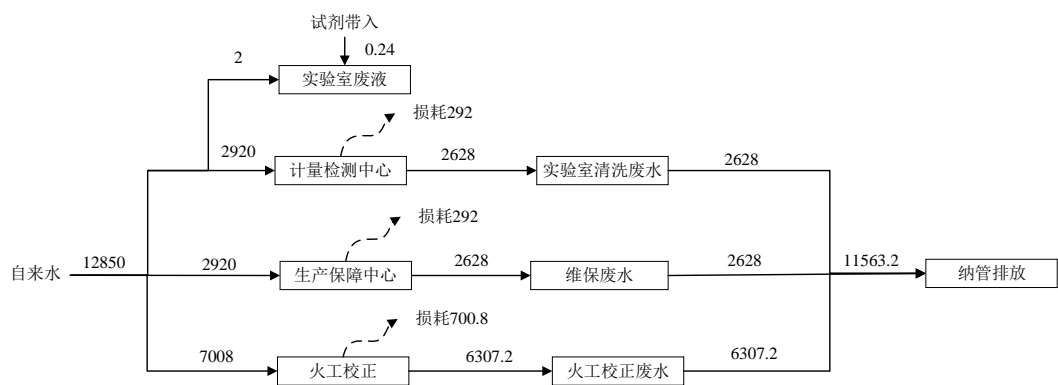 试剂带入
0.24
2
实验室废液
损耗292
2920
计量检测中心
2628
实验室清洗废水
2628
损耗292
自来水
12850
2920
生产保障中心
2628
维保废水
2628
11563.2
纳管排放
损耗700.8
7008
火工校正
6307.2
火工校正废水
6307.2